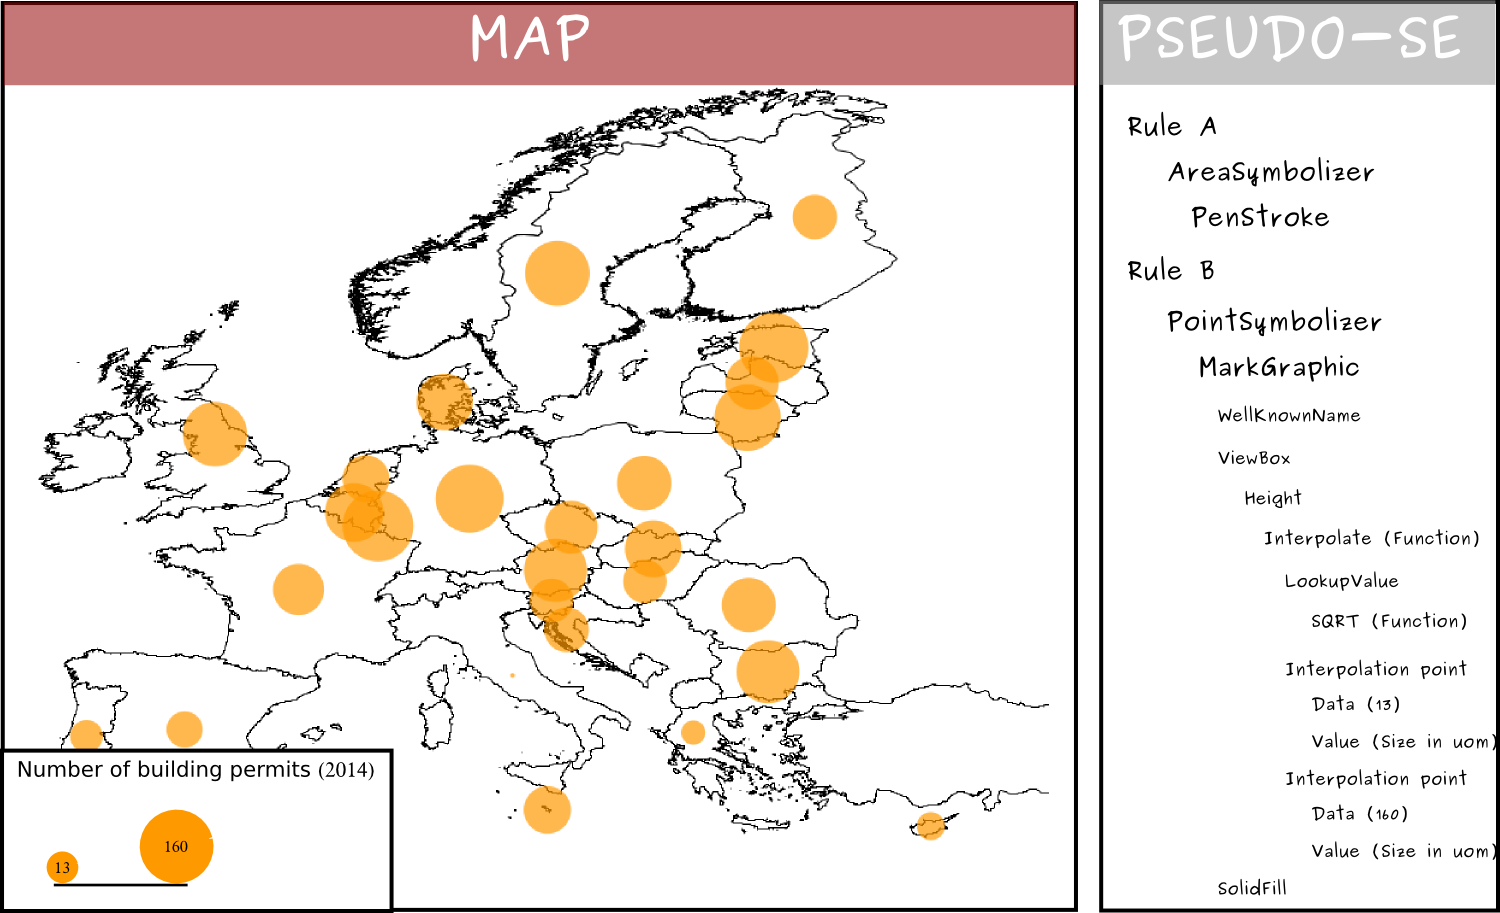 MAP
Number of building permits (2014)
13
160
PSEUDO-SE
Rule A
AreaSymbolizer
PenStroke
Rule B
PointSymbolizer
MarkGraphic
WellKnownName
ViewBox
Height
Interpolate (Function)
LookupValue
SQRT (Function)
Interpolation point
Data (13)
Value (Size in uom)
Interpolation point
Data (160)
Value (Size in uom)
SolidFill